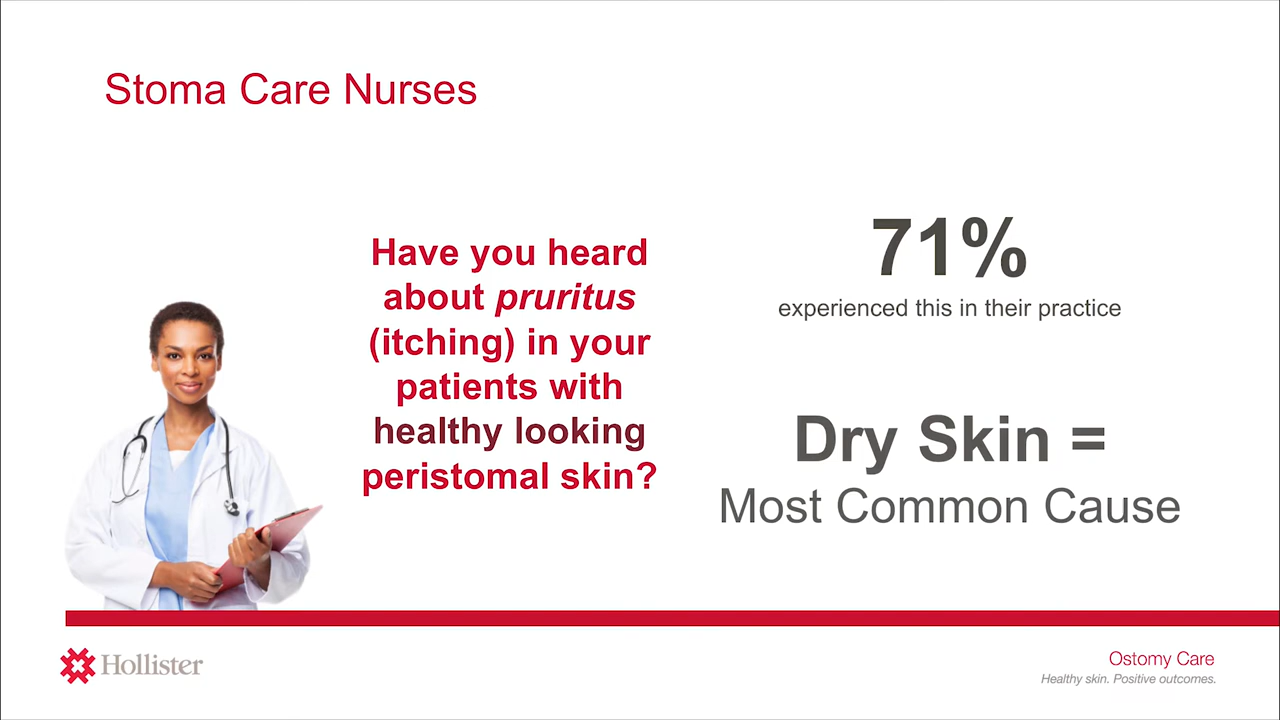 Stoma Care Nurses
Have you heard
about pruritus
(itching) in your
patients with
healthy looking
peristomal skin?
71%
experienced this in their practice
Dry Skin =
Most Common Cause
Hollister
Ostomy Care
Healthy skin. Positive outcomes.